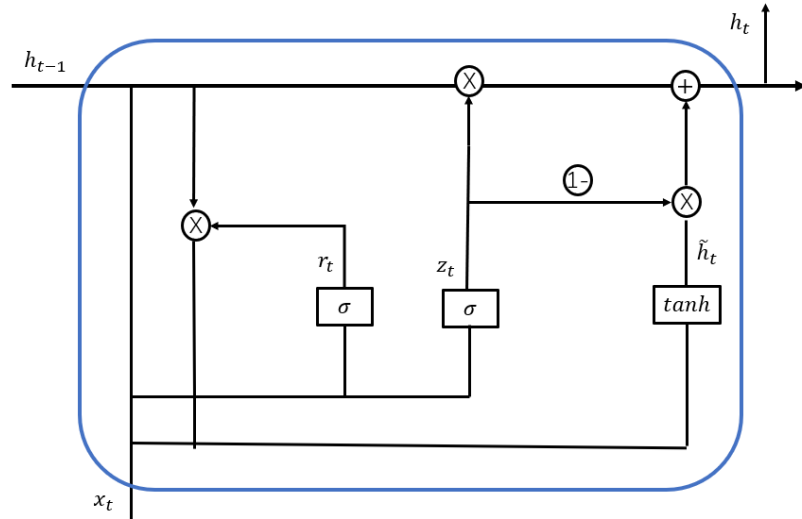 h_t
h_{t-1}
X
+
1-
X
X
r_t
z_t
h̃_t
σ
σ
tanh
x_t